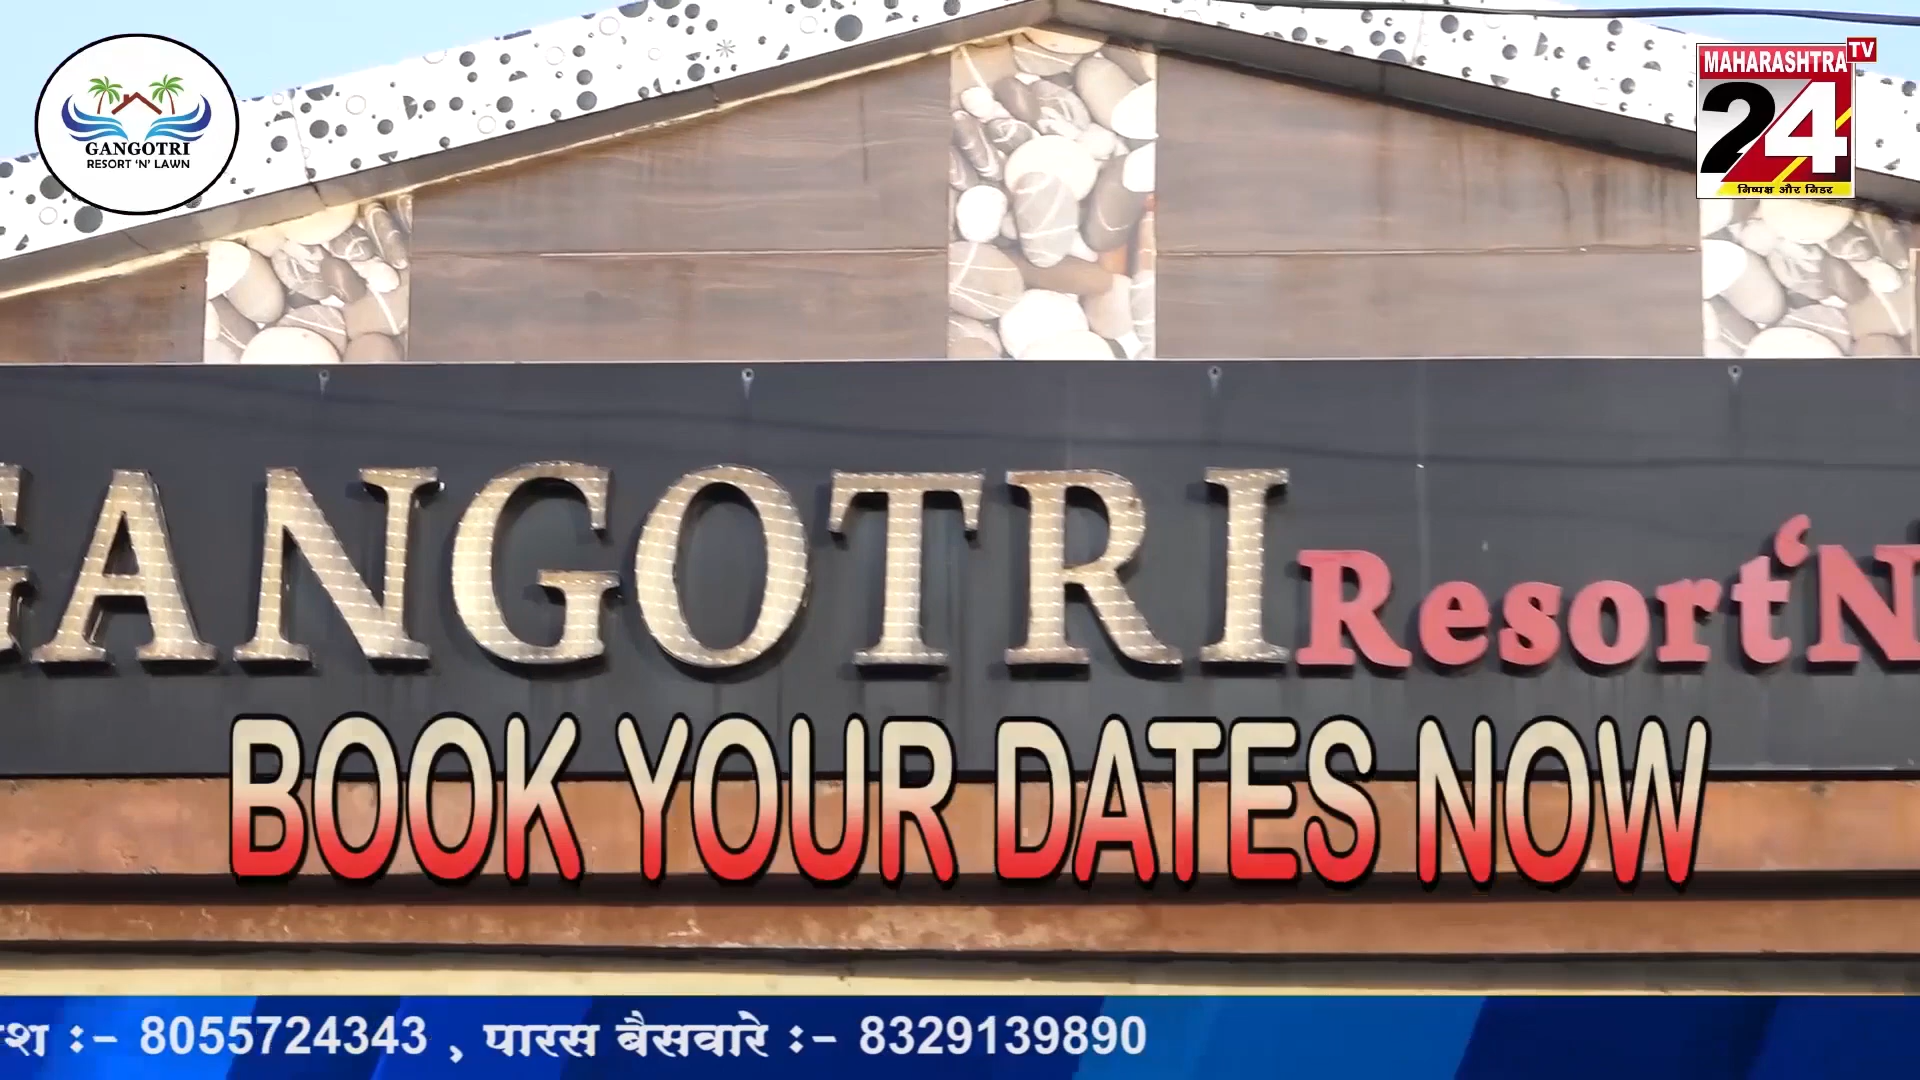 GANGOTRI
RESORT 'N' LAWN
MAHARASHTRA TV
24
निष्पक्ष और निडर
GANGOTRI Resort 'N
BOOK YOUR DATES NOW
:- 8055724343 , पारस बैसवारे :- 8329139890